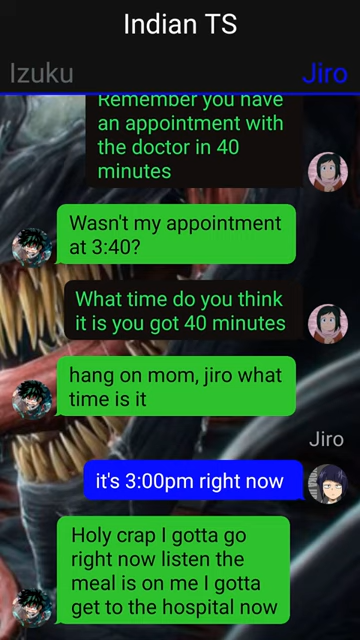 Indian TS
Izuku
Jiro
Remember you have
an appointment with
the doctor in 40
minutes
Wasn't my appointment
at 3:40?
What time do you think
it is you got 40 minutes
hang on mom, jiro what
time is it
Jiro
it's 3:00pm right now
Holy crap I gotta go
right now listen the
meal is on me I gotta
get to the hospital now